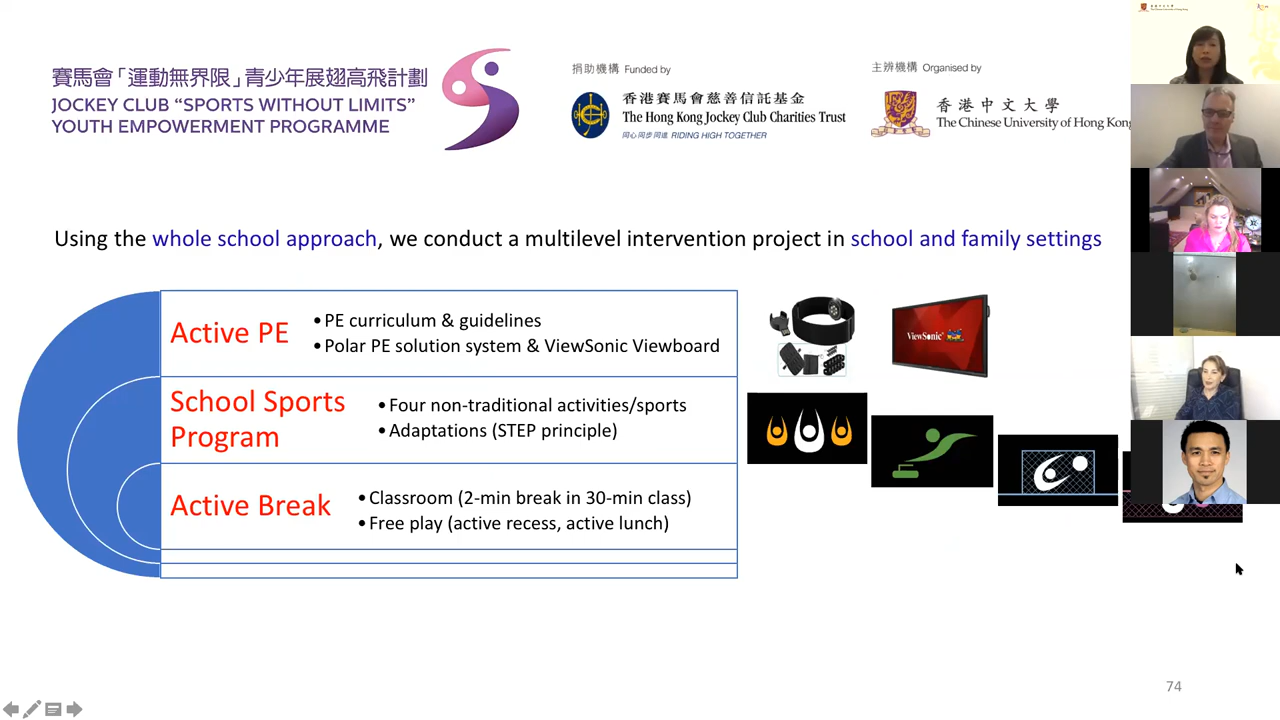 賽馬會「運動無界限」青少年展翅高飛計劃
JOCKEY CLUB “SPORTS WITHOUT LIMITS”
YOUTH EMPOWERMENT PROGRAMME
捐助機構 Funded by
香港賽馬會慈善信託基金
The Hong Kong Jockey Club Charities Trust
同心同步同進 RIDING HIGH TOGETHER
主辦機構 Organised by
香港中文大學
The Chinese University of Hong Kong
Using the whole school approach, we conduct a multilevel intervention project in school and family settings
Active PE
•PE curriculum & guidelines
•Polar PE solution system & ViewSonic Viewboard
School Sports
Program
•Four non-traditional activities/sports
•Adaptations (STEP principle)
Active Break
•Classroom (2-min break in 30-min class)
•Free play (active recess, active lunch)
ViewSonic
74